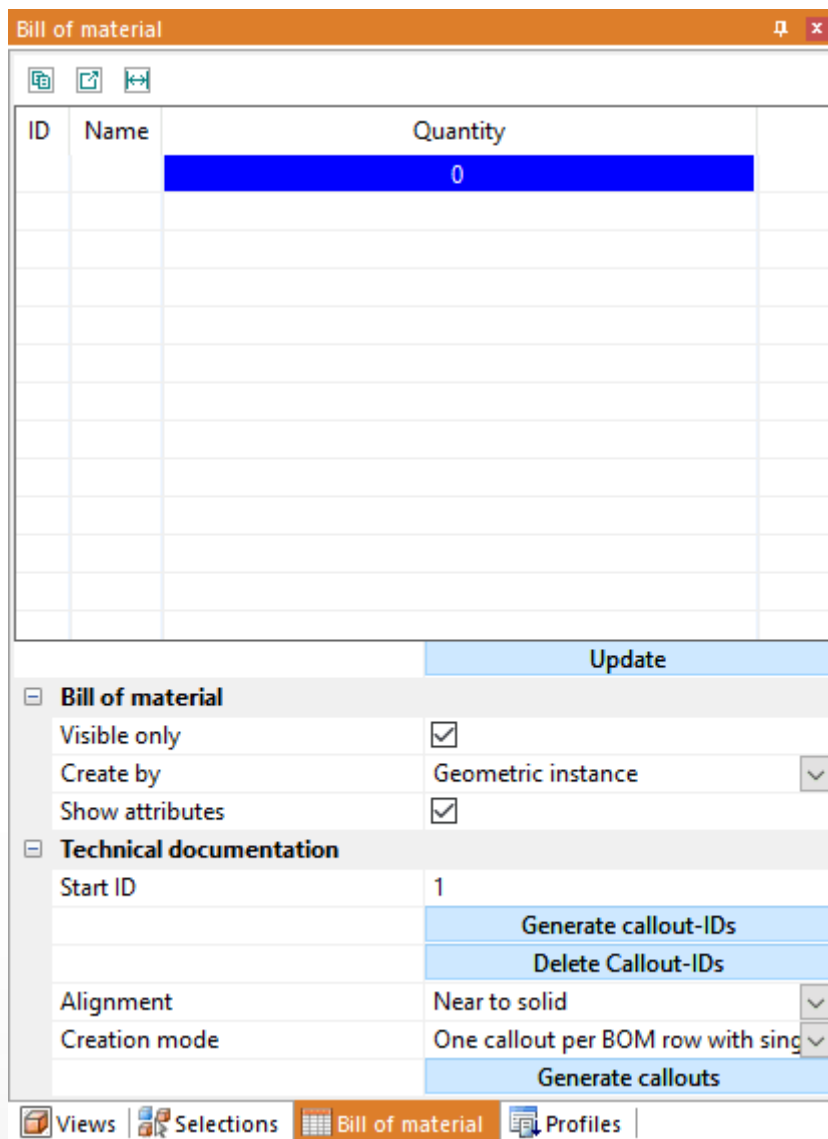 Bill of material
ID Name Quantity
0
Update
Bill of material
Visible only
Create by Geometric instance
Show attributes
Technical documentation
Start ID 1
Generate callout-IDs
Delete Callout-IDs
Alignment Near to solid
Creation mode One callout per BOM row with sing
Generate callouts
Views Selections Bill of material Profiles